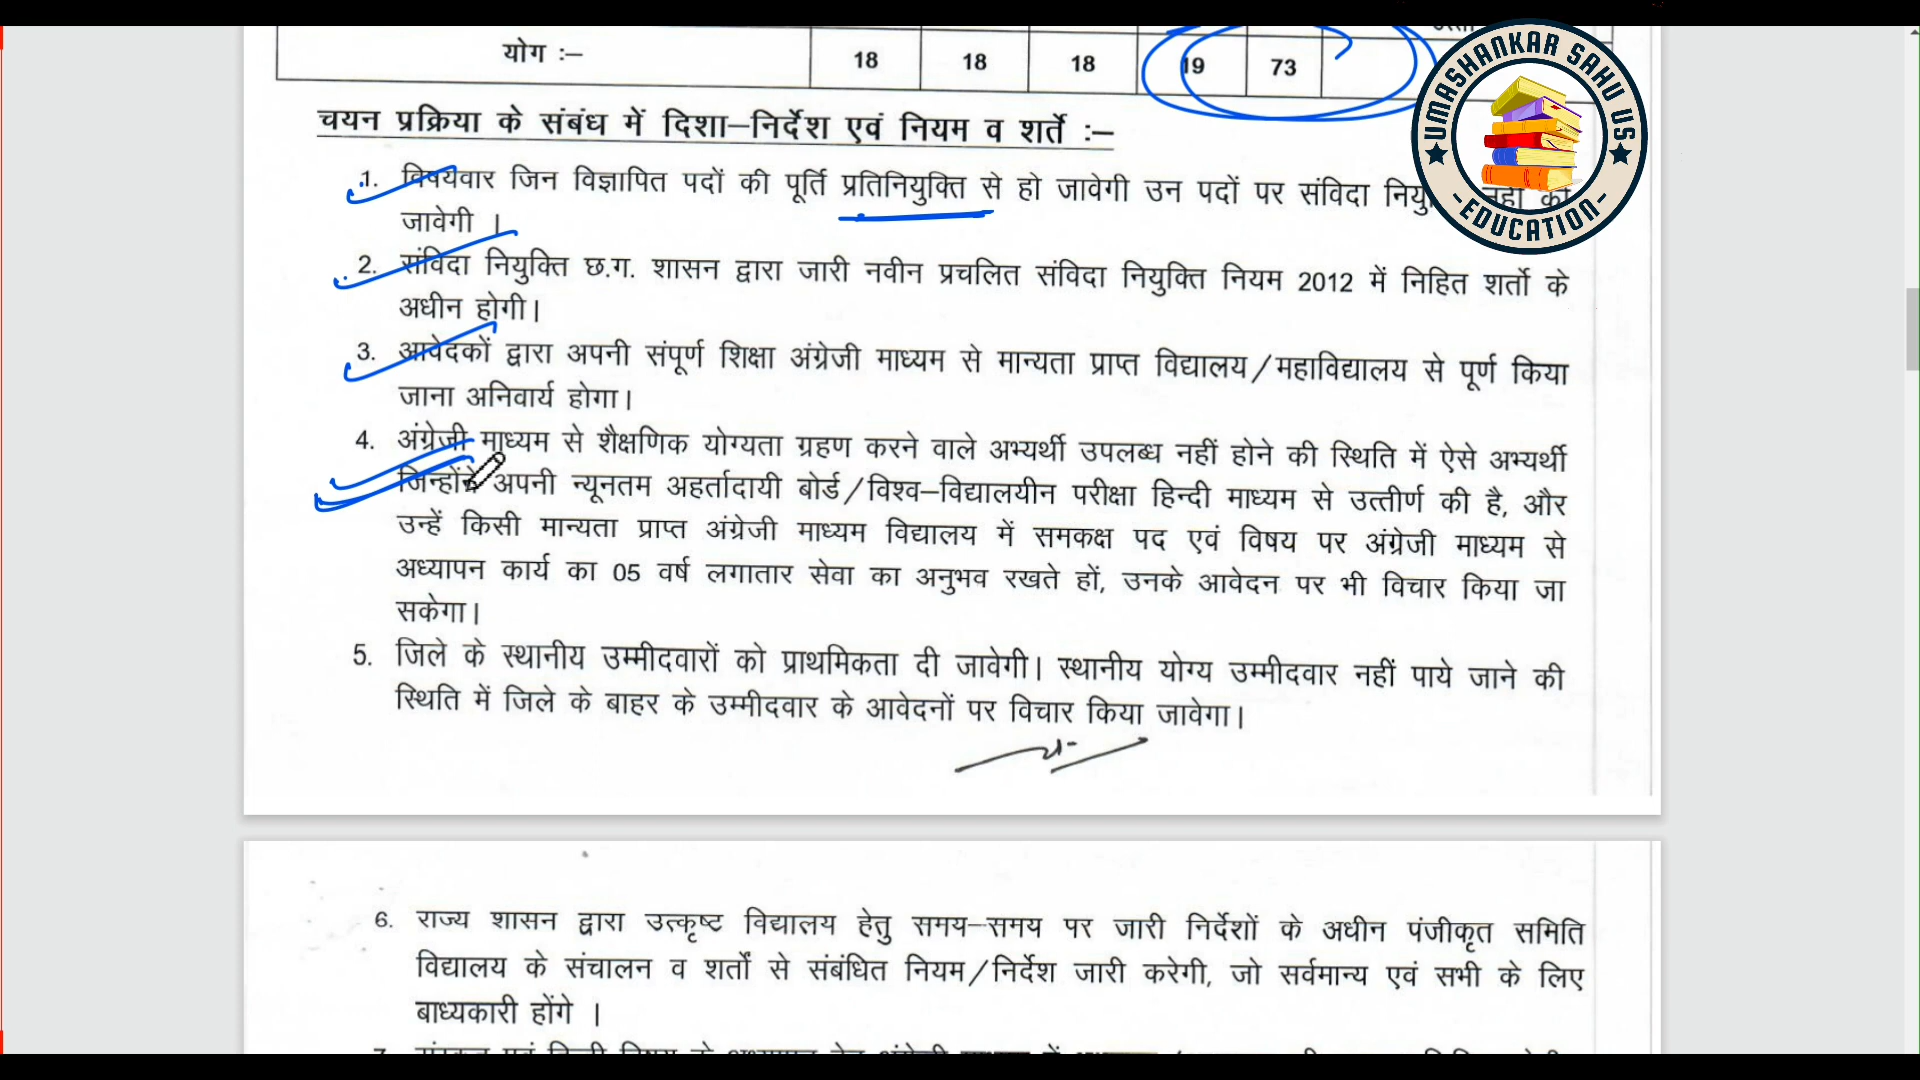 योग :–
18
18
18
19
73
चयन प्रक्रिया के संबंध में दिशा–निर्देश एवं नियम व शर्ते :–
1. विषयवार जिन विज्ञापित पदों की पूर्ति प्रतिनियुक्ति से हो जावेगी उन पदों पर संविदा
जावेगी ।
2. संविदा नियुक्ति छ.ग. शासन द्वारा जारी नवीन प्रचलित संविदा नियुक्ति नियम 2012 में निहित शर्तो के
अधीन होगी।
3. आवेदकों द्वारा अपनी संपूर्ण शिक्षा अंग्रेजी माध्यम से मान्यता प्राप्त विद्यालय/महाविद्यालय से पूर्ण किया
जाना अनिवार्य होगा।
4. अंग्रेजी माध्यम से शैक्षणिक योग्यता ग्रहण करने वाले अभ्यर्थी उपलब्ध नहीं होने की स्थिति में ऐसे अभ्यर्थी
जिन्होंने अपनी न्यूनतम अहर्तादायी बोर्ड/विश्व–विद्यालयीन परीक्षा हिन्दी माध्यम से उत्तीर्ण की है, और
उन्हें किसी मान्यता प्राप्त अंग्रेजी माध्यम विद्यालय में समकक्ष पद एवं विषय पर अंग्रेजी माध्यम से
अध्यापन कार्य का 05 वर्ष लगातार सेवा का अनुभव रखते हों, उनके आवेदन पर भी विचार किया जा
सकेगा।
5. जिले के स्थानीय उम्मीदवारों को प्राथमिकता दी जावेगी। स्थानीय योग्य उम्मीदवार नहीं पाये जाने की
स्थिति में जिले के बाहर के उम्मीदवार के आवेदनों पर विचार किया जावेगा।
6. राज्य शासन द्वारा उत्कृष्ट विद्यालय हेतु समय–समय पर जारी निर्देशों के अधीन पंजीकृत समिति
विद्यालय के संचालन व शर्तों से संबंधित नियम/निर्देश जारी करेगी, जो सर्वमान्य एवं सभी के लिए
बाध्यकारी होंगे ।
UMASHANKAR SAHU US
-EDUCATION-